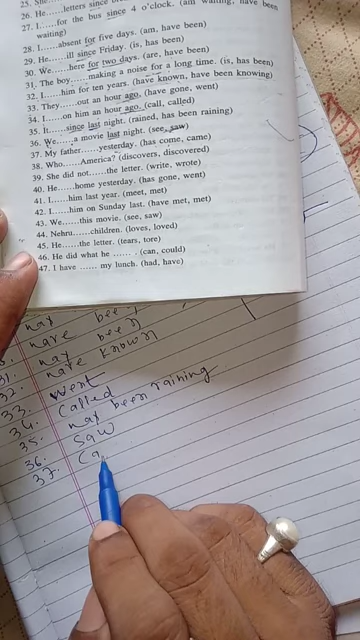 25. She
26. He......letters since
27. I......for the bus since 4 o'clock. (am waiting, have been waiting)
28. I......absent for five days. (am, have been)
29. He......ill since Friday. (is, has been)
30. We......here for two days. (are, have been)
31. The boy......making a noise for a long time. (is, has been)
32. I......him for ten years. (have known, have been knowing)
33. They......out an hour ago. (have gone, went)
34. I......on him an hour ago. (call, called)
35. It......since last night. (rained, has been raining)
36. We......a movie last night. (see, saw)
37. My father......yesterday. (has come, came)
38. Who......America? (discovers, discovered)
39. She did not......the letter. (write, wrote)
40. He......home yesterday. (has gone, went)
41. I......him last year. (meet, met)
42. I......him on Sunday last. (have met, met)
43. We......this movie. (see, saw)
44. Nehru......children. (loves, loved)
45. He......the letter. (tears, tore)
46. He did what he ...... . (can, could)
47. I have ...... my lunch. (had, have)
have been
31. has been
32. have known
33. went
34. Called
35. has been raining
36. Saw
37. Ca